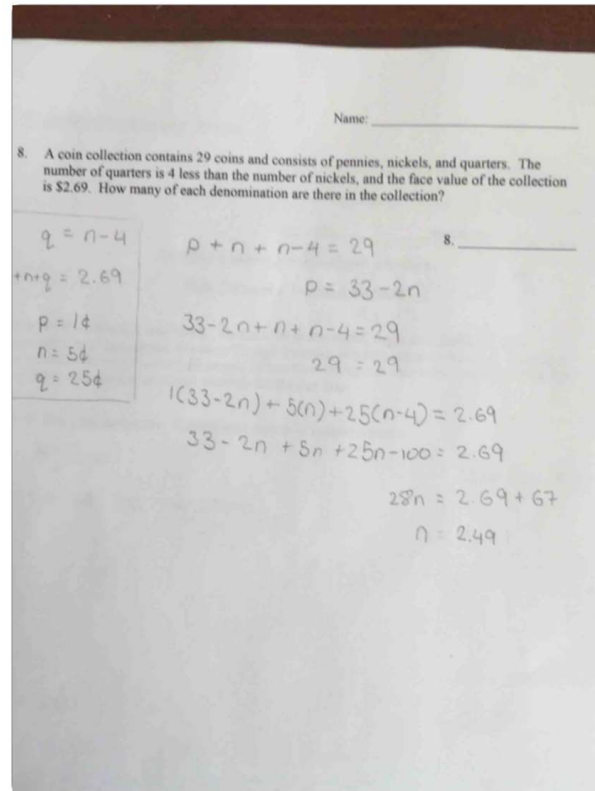 Name: ____________
8. A coin collection contains 29 coins and consists of pennies, nickels, and quarters. The
number of quarters is 4 less than the number of nickels, and the face value of the collection
is $2.69. How many of each denomination are there in the collection?
8. ____________
q = n-4
+n+q = 2.69
p = 1¢
n = 5¢
q = 25¢
p + n + n-4 = 29
p = 33-2n
33-2n+n+n-4=29
29 = 29
1(33-2n) + 5(n) + 25(n-4) = 2.69
33 - 2n + 5n + 25n-100 = 2.69
28n = 2 69 + 67
n = 2.49